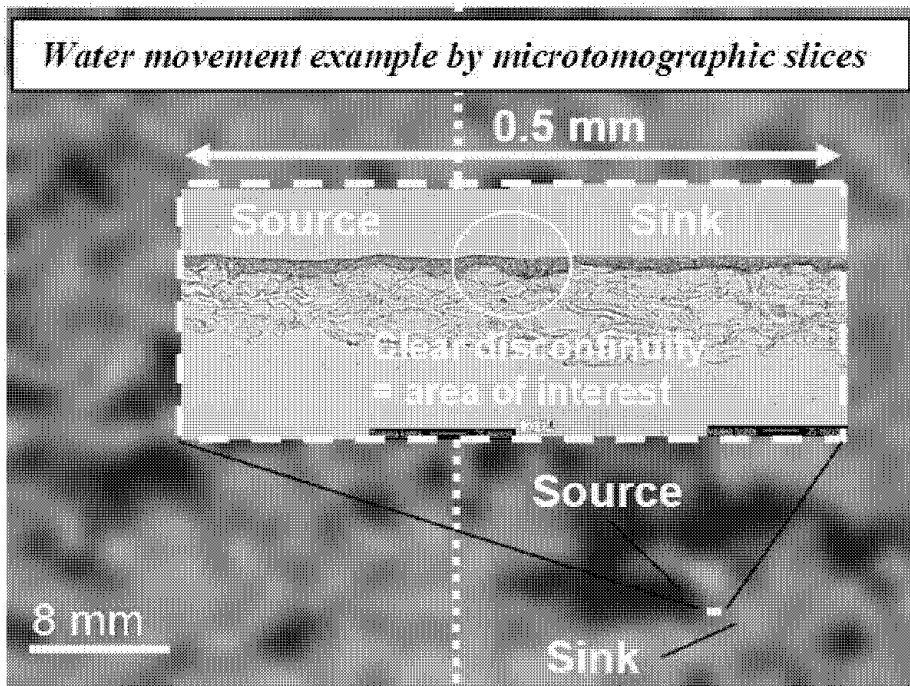 Water movement example by microtomographic slices
0.5 mm
Source Sink
Clear discontinuity
= area of interest
Source
8 mm
Sink